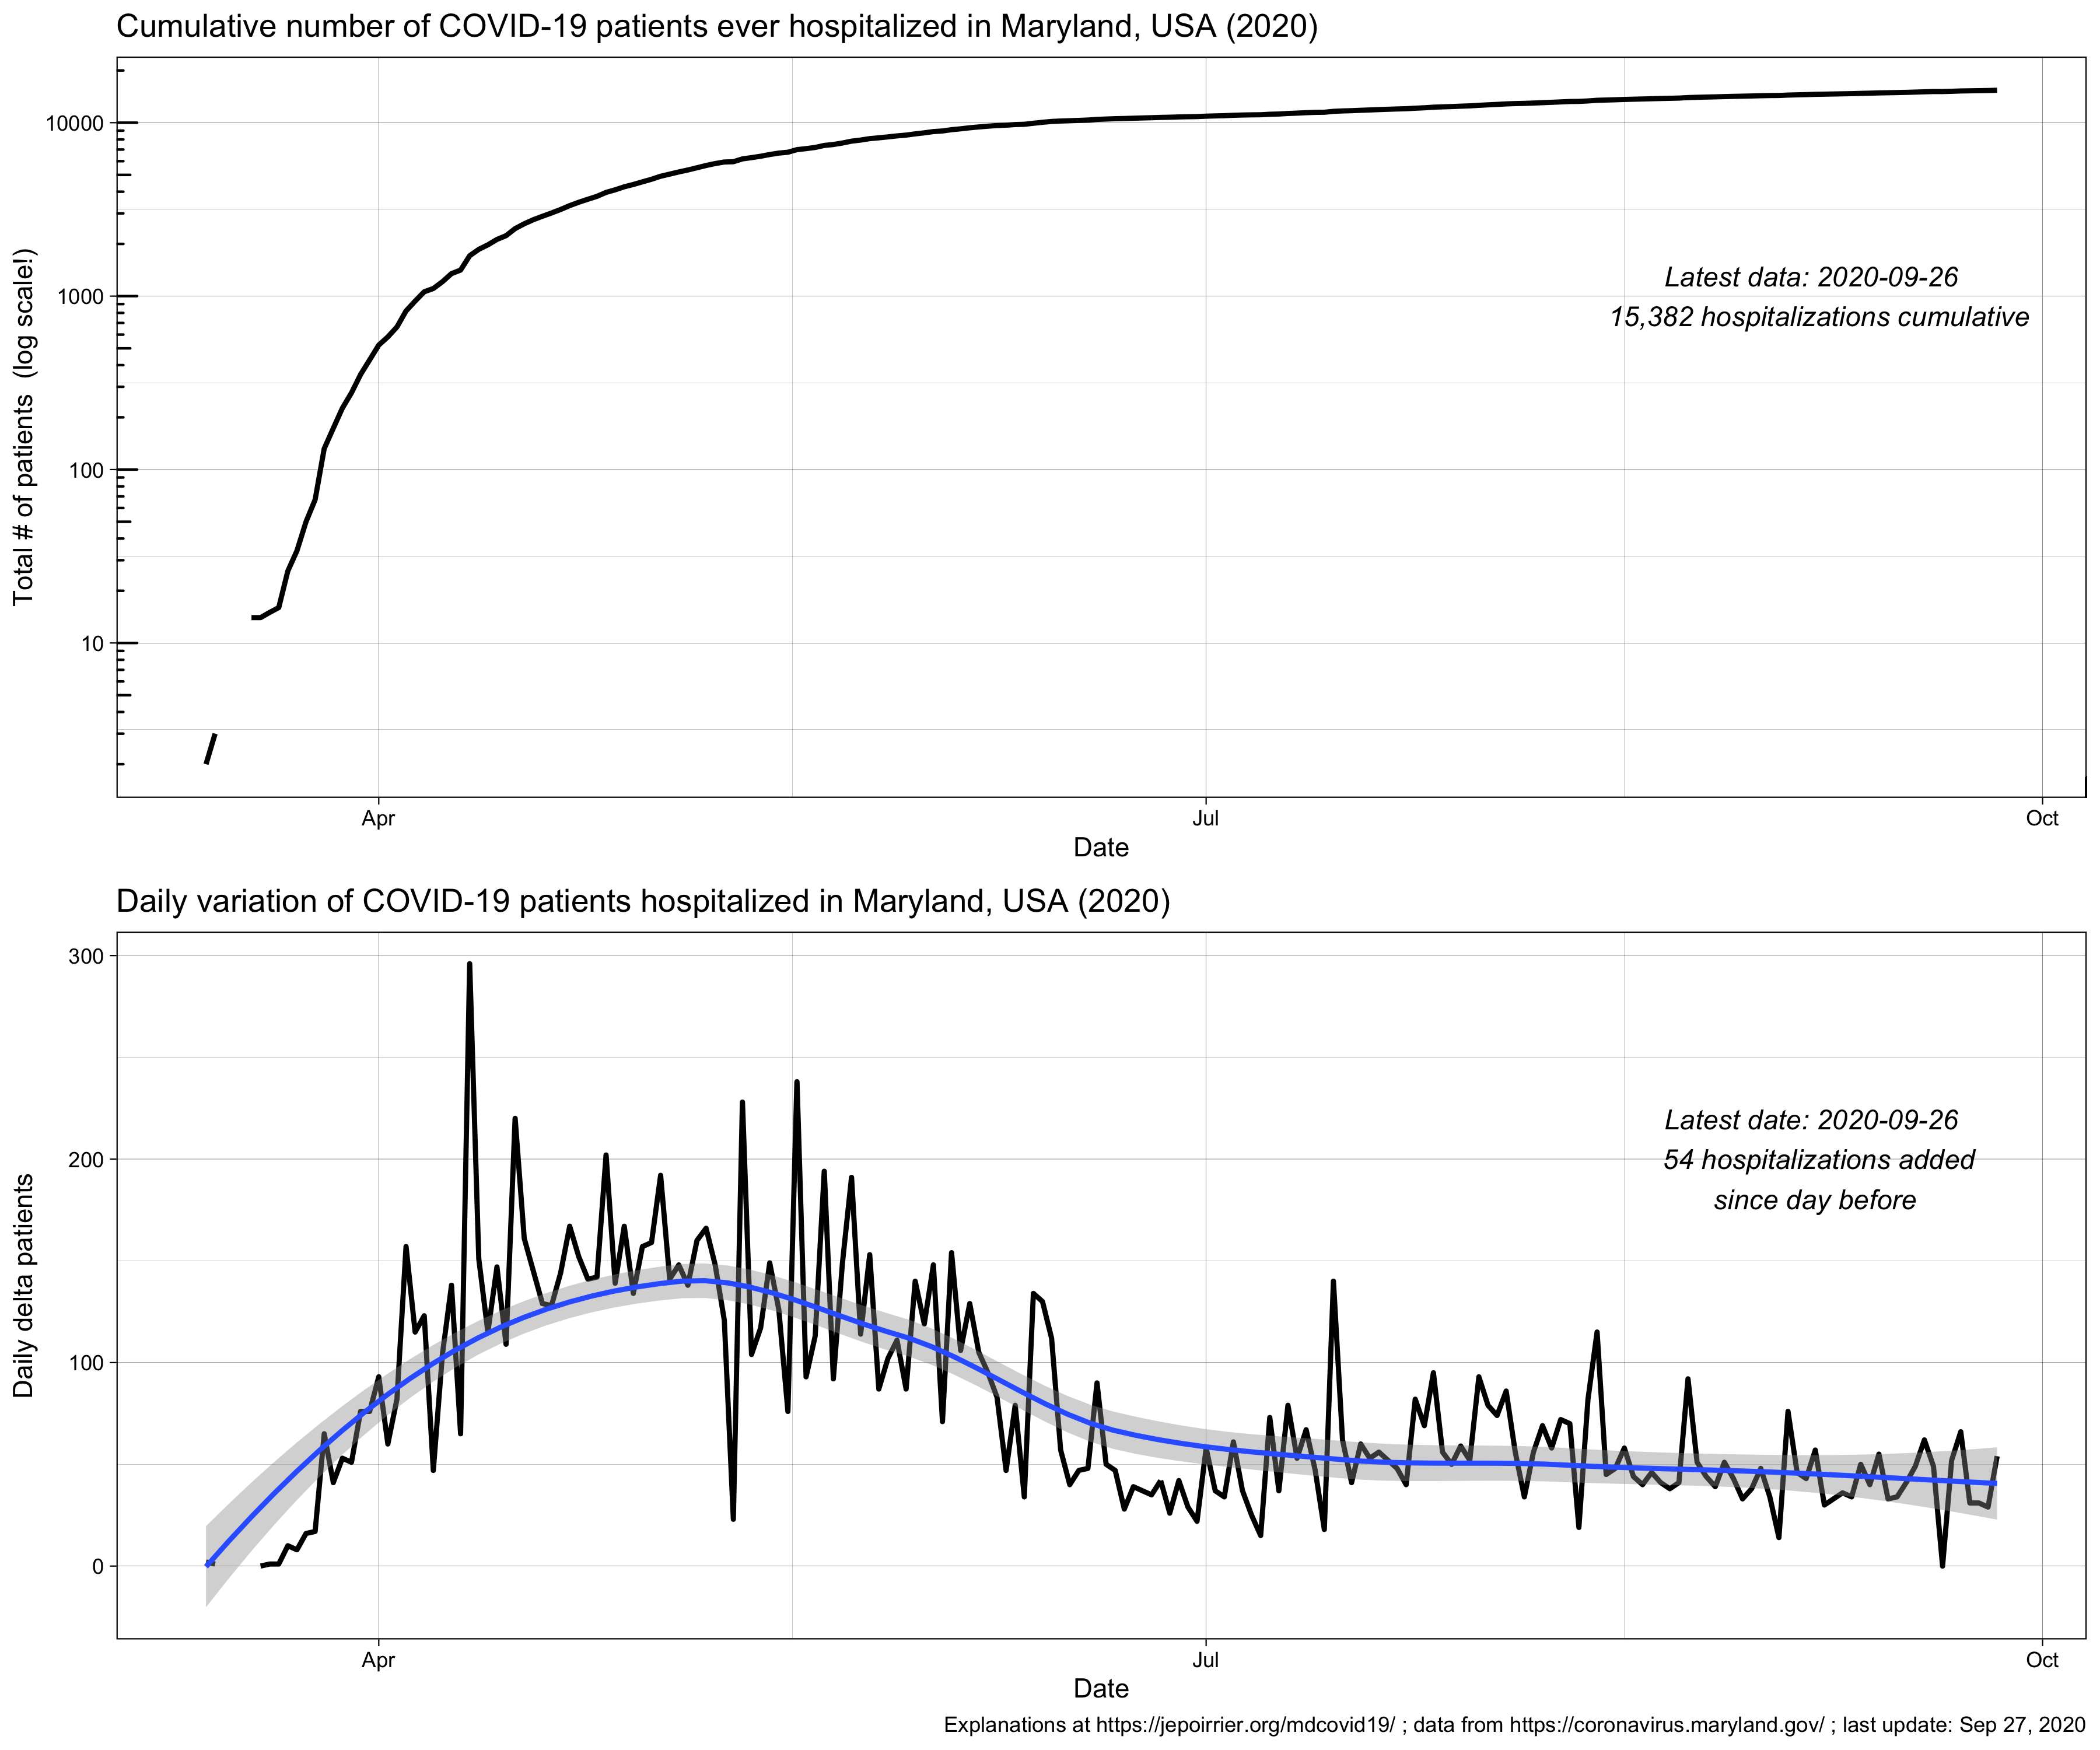 Cumulative number of COVID-19 patients ever hospitalized in Maryland, USA (2020)
Total # of patients  (log scale!)
10000
1000
100
10
Latest data: 2020-09-26
15,382 hospitalizations cumulative
Apr
Jul
Oct
Date
Daily variation of COVID-19 patients hospitalized in Maryland, USA (2020)
Daily delta patients
300
200
100
0
Latest date: 2020-09-26
54 hospitalizations added
since day before
Apr
Jul
Oct
Date
Explanations at https://jepoirrier.org/mdcovid19/ ; data from https://coronavirus.maryland.gov/ ; last update: Sep 27, 2020